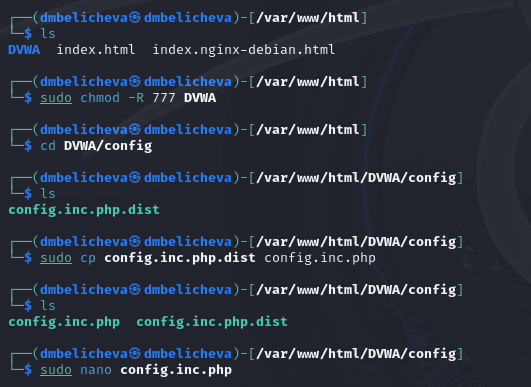 ┌──(dmbelicheva㉿dmbelicheva)-[/var/www/html]
└─$ ls
DVWA  index.html  index.nginx-debian.html
┌──(dmbelicheva㉿dmbelicheva)-[/var/www/html]
└─$ sudo chmod -R 777 DVWA
┌──(dmbelicheva㉿dmbelicheva)-[/var/www/html]
└─$ cd DVWA/config
┌──(dmbelicheva㉿dmbelicheva)-[/var/www/html/DVWA/config]
└─$ ls
config.inc.php.dist
┌──(dmbelicheva㉿dmbelicheva)-[/var/www/html/DVWA/config]
└─$ sudo cp config.inc.php.dist config.inc.php
┌──(dmbelicheva㉿dmbelicheva)-[/var/www/html/DVWA/config]
└─$ ls
config.inc.php  config.inc.php.dist
┌──(dmbelicheva㉿dmbelicheva)-[/var/www/html/DVWA/config]
└─$ sudo nano config.inc.php